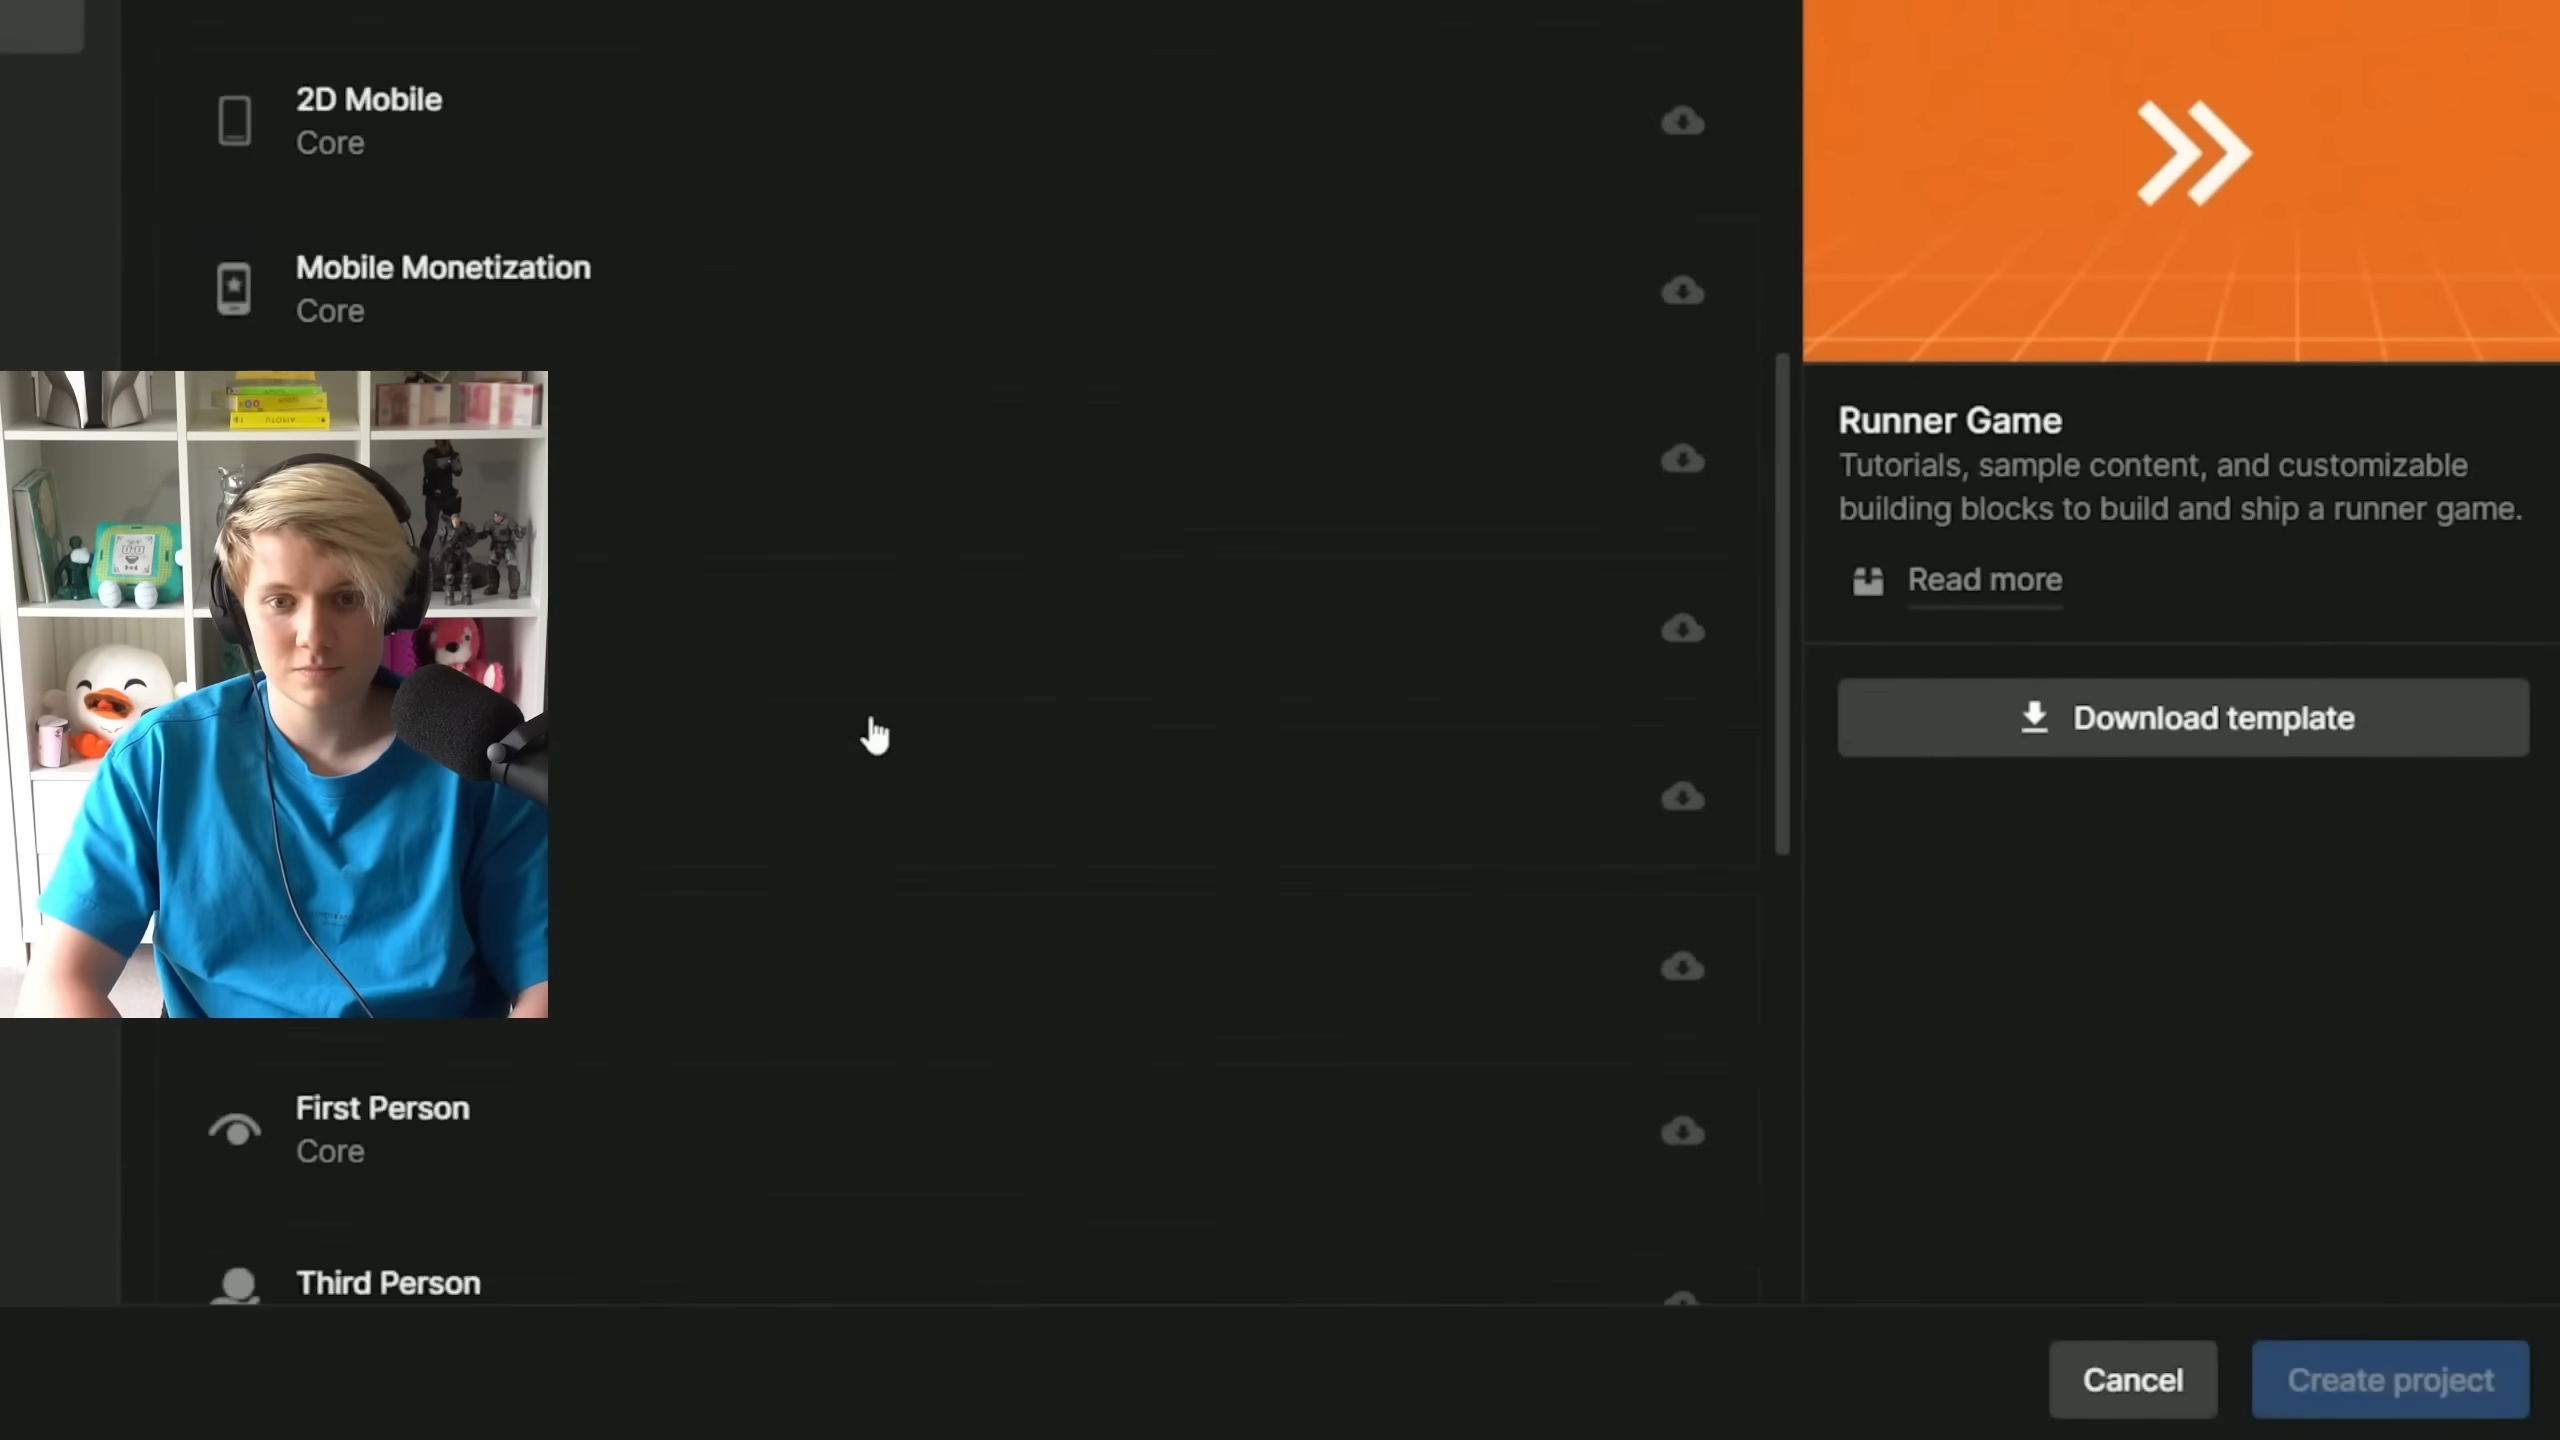 2D Mobile
Core
Mobile Monetization
Core
First Person
Core
Third Person
Runner Game
Tutorials, sample content, and customizable
building blocks to build and ship a runner game.
Read more
Download template
Cancel
Create project